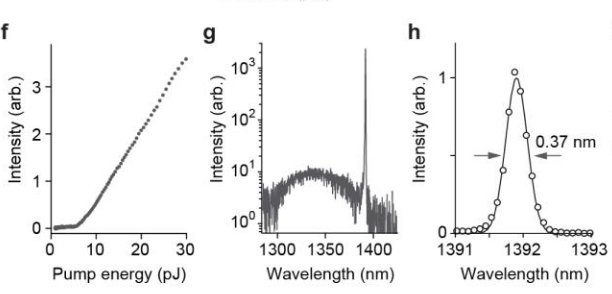 f
Intensity (arb.)
3
2
1
0
0
10
20
30
Pump energy (pJ)
g
Intensity (arb.)
10³
10²
10¹
10⁰
1300
1350
1400
Wavelength (nm)
h
Intensity (arb.)
1
0
0.37 nm
1391
1392
1393
Wavelength (nm)